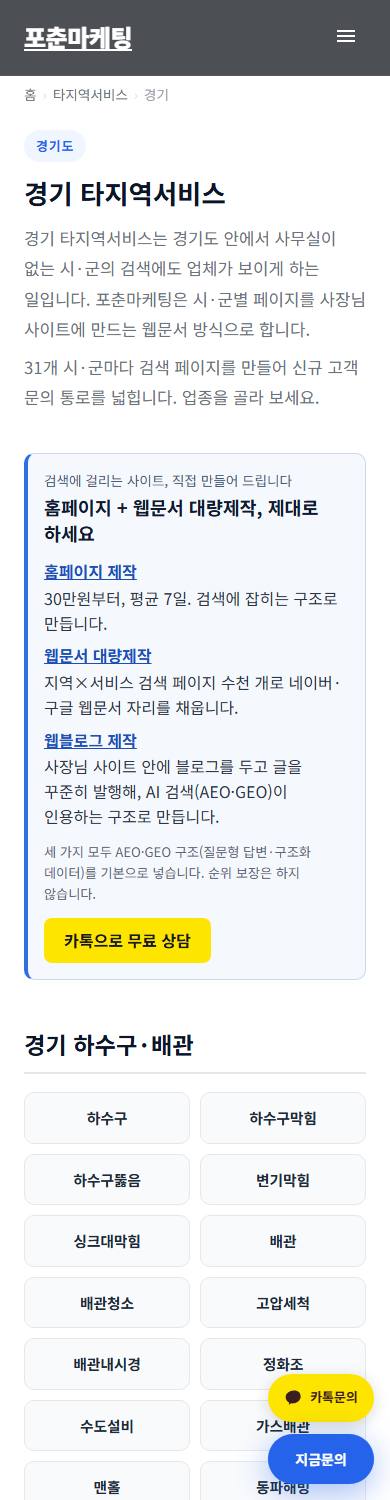 포춘마케팅
홈 › 타지역서비스 › 경기
경기도
경기 타지역서비스
경기 타지역서비스는 경기도 안에서 사무실이
없는 시·군의 검색에도 업체가 보이게 하는
일입니다. 포춘마케팅은 시·군별 페이지를 사장님
사이트에 만드는 웹문서 방식으로 합니다.
31개 시·군마다 검색 페이지를 만들어 신규 고객
문의 통로를 넓힙니다. 업종을 골라 보세요.
검색에 걸리는 사이트, 직접 만들어 드립니다
홈페이지 + 웹문서 대량제작, 제대로
하세요
홈페이지 제작
30만원부터, 평균 7일. 검색에 잡히는 구조로
만듭니다.
웹문서 대량제작
지역×서비스 검색 페이지 수천 개로 네이버·
구글 웹문서 자리를 채웁니다.
웹블로그 제작
사장님 사이트 안에 블로그를 두고 글을
꾸준히 발행해, AI 검색(AEO·GEO)이
인용하는 구조로 만듭니다.
세 가지 모두 AEO·GEO 구조(질문형 답변·구조화
데이터)를 기본으로 넣습니다. 순위 보장은 하지
않습니다.
카톡으로 무료 상담
경기 하수구·배관
하수구 하수구막힘
하수구뚫음 변기막힘
싱크대막힘 배관
배관청소 고압세척
배관내시경 정화조
카톡문의
수도설비 가스배관
지금문의
맨홀 동파해빙